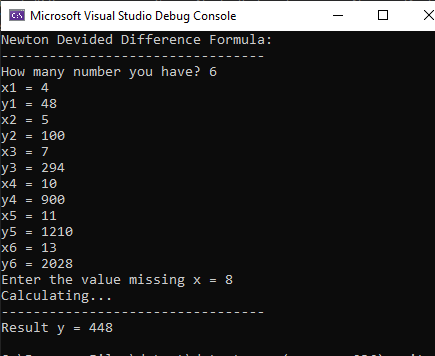 Microsoft Visual Studio Debug Console
Newton Devided Difference Formula:
---------------------------------
How many number you have? 6
x1 = 4
y1 = 48
x2 = 5
y2 = 100
x3 = 7
y3 = 294
x4 = 10
y4 = 900
x5 = 11
y5 = 1210
x6 = 13
y6 = 2028
Enter the value missing x = 8
Calculating...
---------------------------------
Result y = 448